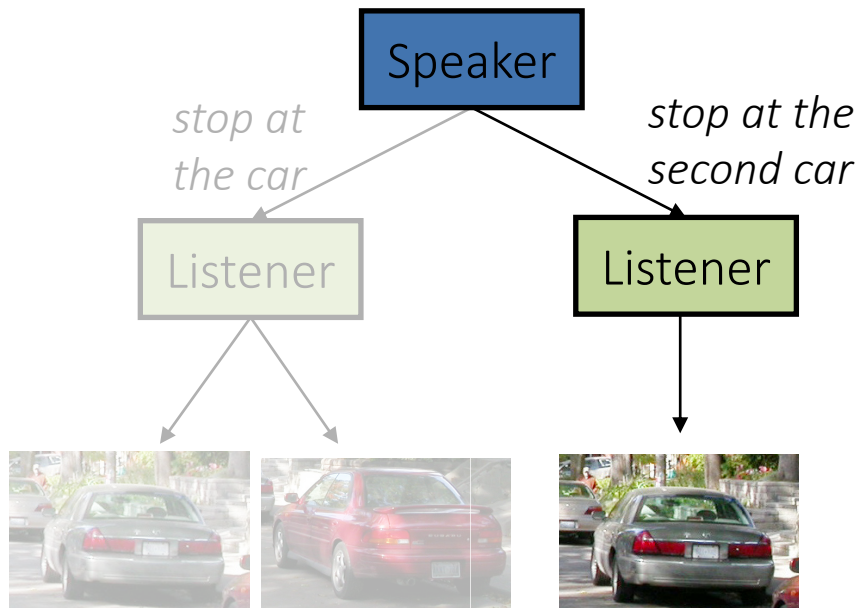 Speaker
stop at
the car
stop at the
second car
Listener
Listener